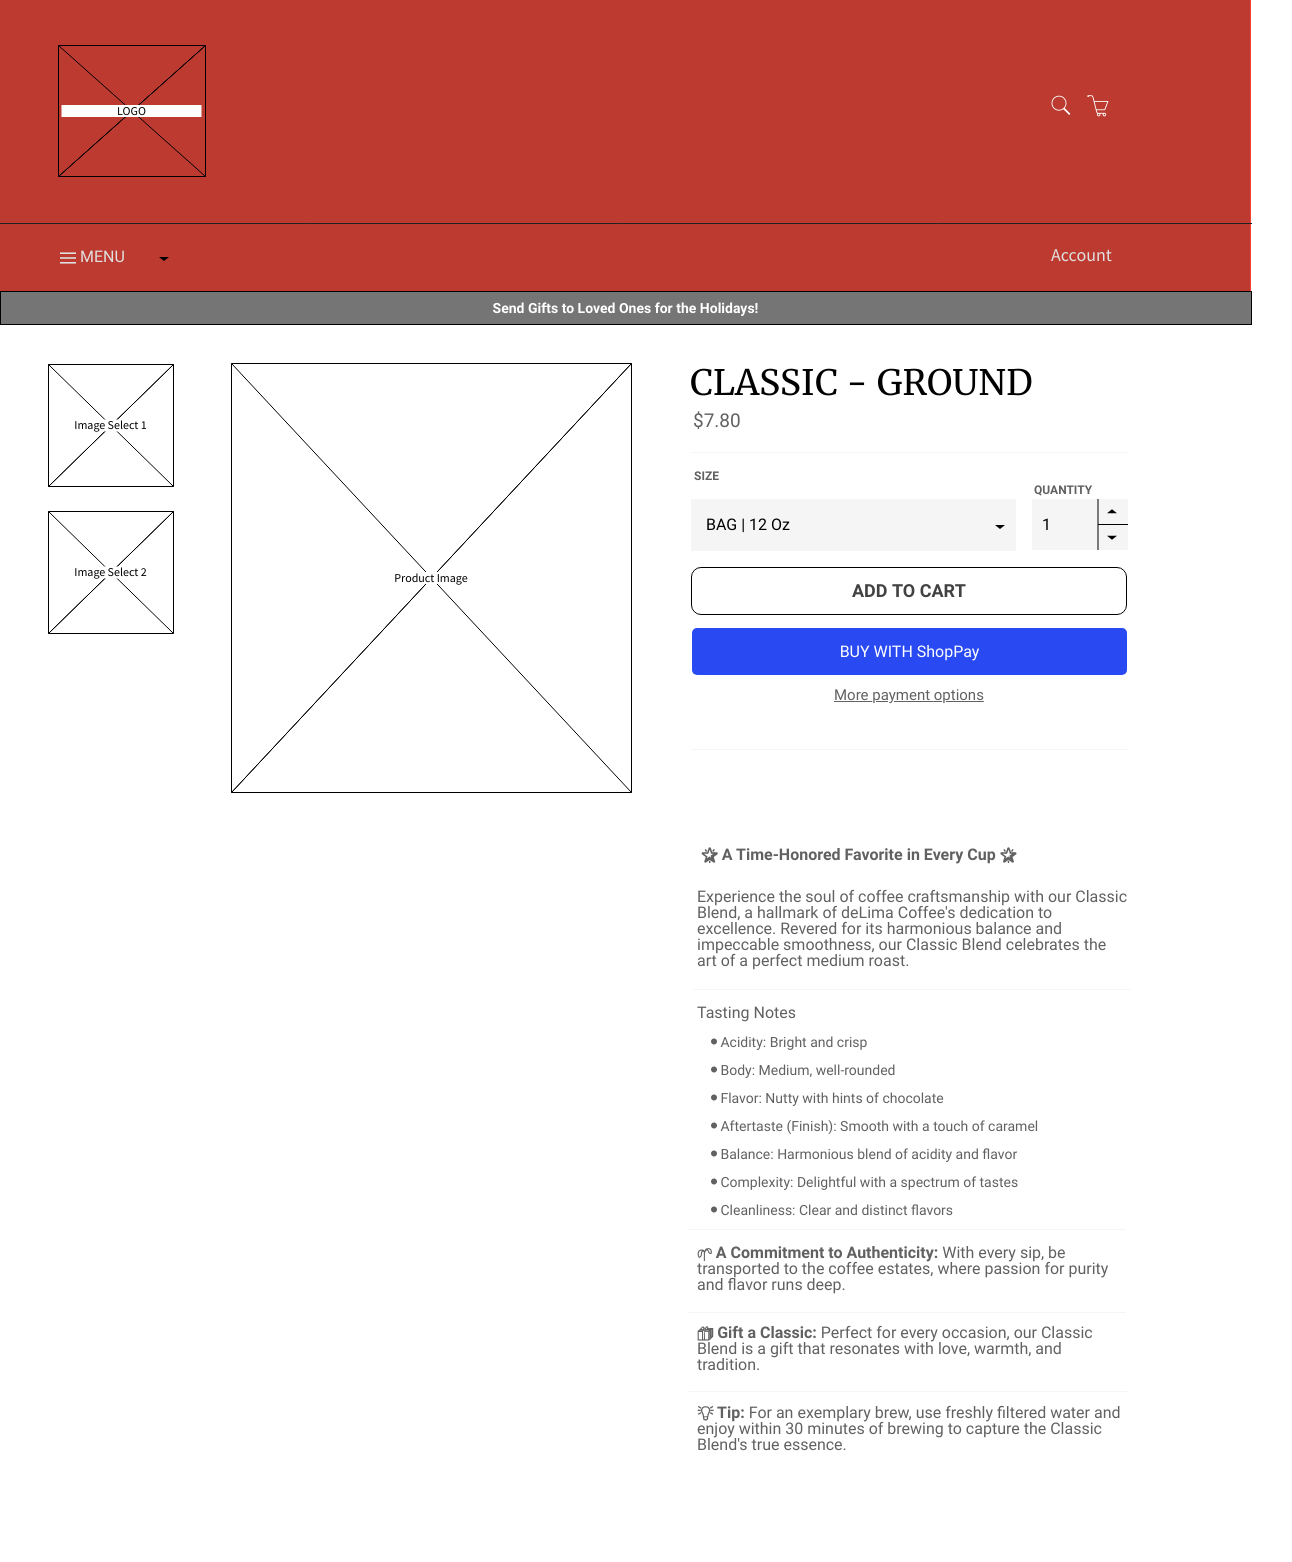 LOGO
MENU
Account
Send Gifts to Loved Ones for the Holidays!
Image Select 1
Image Select 2
Product Image
CLASSIC - GROUND
$7.80
SIZE
QUANTITY
BAG | 12 Oz
1
ADD TO CART
BUY WITH ShopPay
More payment options
A Time-Honored Favorite in Every Cup
Experience the soul of coffee craftsmanship with our Classic
Blend, a hallmark of deLima Coffee's dedication to
excellence. Revered for its harmonious balance and
impeccable smoothness, our Classic Blend celebrates the
art of a perfect medium roast.
Tasting Notes
• Acidity: Bright and crisp
• Body: Medium, well-rounded
• Flavor: Nutty with hints of chocolate
• Aftertaste (Finish): Smooth with a touch of caramel
• Balance: Harmonious blend of acidity and flavor
• Complexity: Delightful with a spectrum of tastes
• Cleanliness: Clear and distinct flavors
A Commitment to Authenticity: With every sip, be
transported to the coffee estates, where passion for purity
and flavor runs deep.
Gift a Classic: Perfect for every occasion, our Classic
Blend is a gift that resonates with love, warmth, and
tradition.
Tip: For an exemplary brew, use freshly filtered water and
enjoy within 30 minutes of brewing to capture the Classic
Blend's true essence.